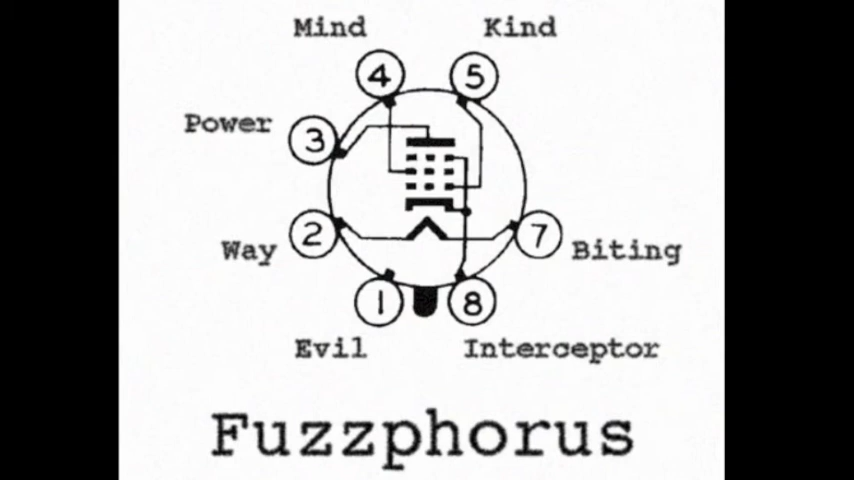 Mind Kind
4 5
Power 3
2 7
Way Biting
1 8
Evil Interceptor
Fuzzphorus